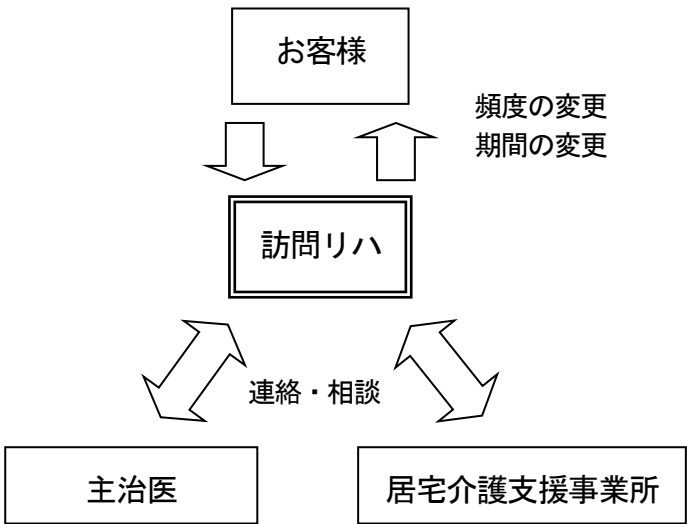 お客様
頻度の変更
期間の変更
訪問リハ
連絡・相談
主治医
居宅介護支援事業所